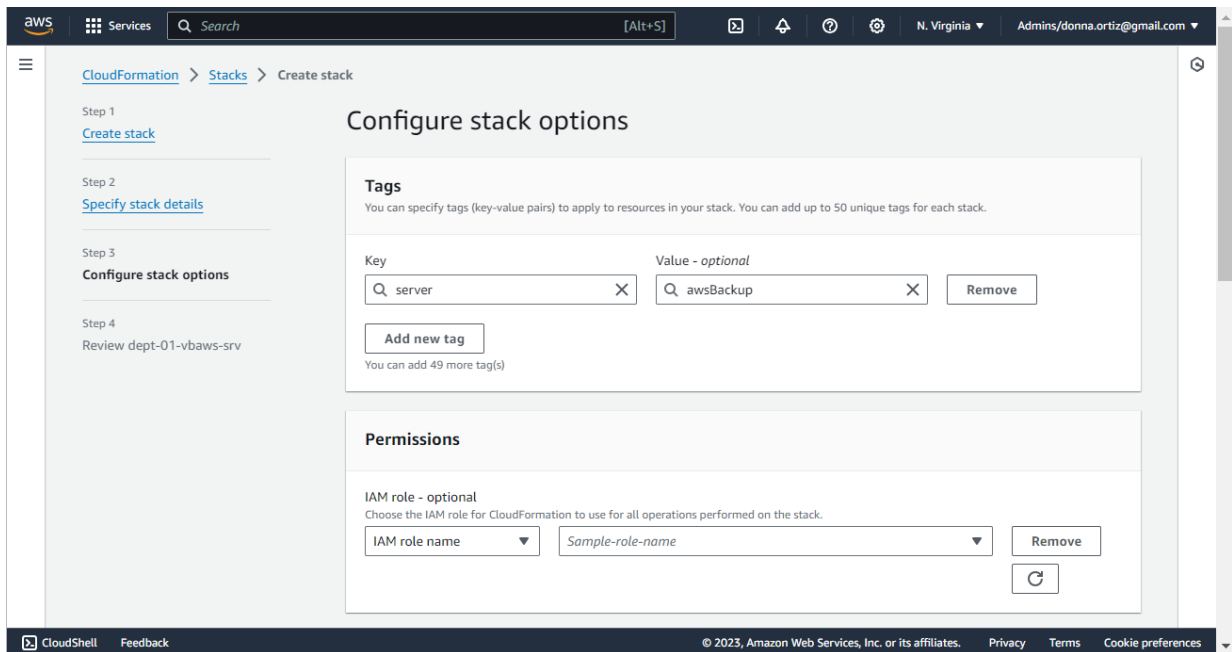 aws Services Search [Alt+S] N. Virginia Admins/donna.ortiz@gmail.com
CloudFormation Stacks Create stack
Step 1
Create stack
Step 2
Specify stack details
Step 3
Configure stack options
Step 4
Review dept-01-vbaws-srv
Configure stack options
Tags
You can specify tags (key-value pairs) to apply to resources in your stack. You can add up to 50 unique tags for each stack.
Key Value - optional
server awsBackup Remove
Add new tag
You can add 49 more tag(s)
Permissions
IAM role - optional
Choose the IAM role for CloudFormation to use for all operations performed on the stack.
IAM role name Sample-role-name Remove
CloudShell Feedback © 2023, Amazon Web Services, Inc. or its affiliates. Privacy Terms Cookie preferences